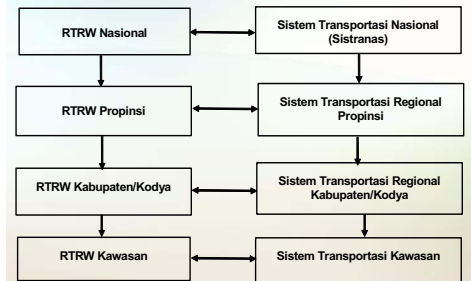 RTRW Nasional
Sistem Transportasi Nasional
(Sistranas)
RTRW Propinsi
Sistem Transportasi Regional
Propinsi
RTRW Kabupaten/Kodya
Sistem Transportasi Regional
Kabupaten/Kodya
RTRW Kawasan
Sistem Transportasi Kawasan